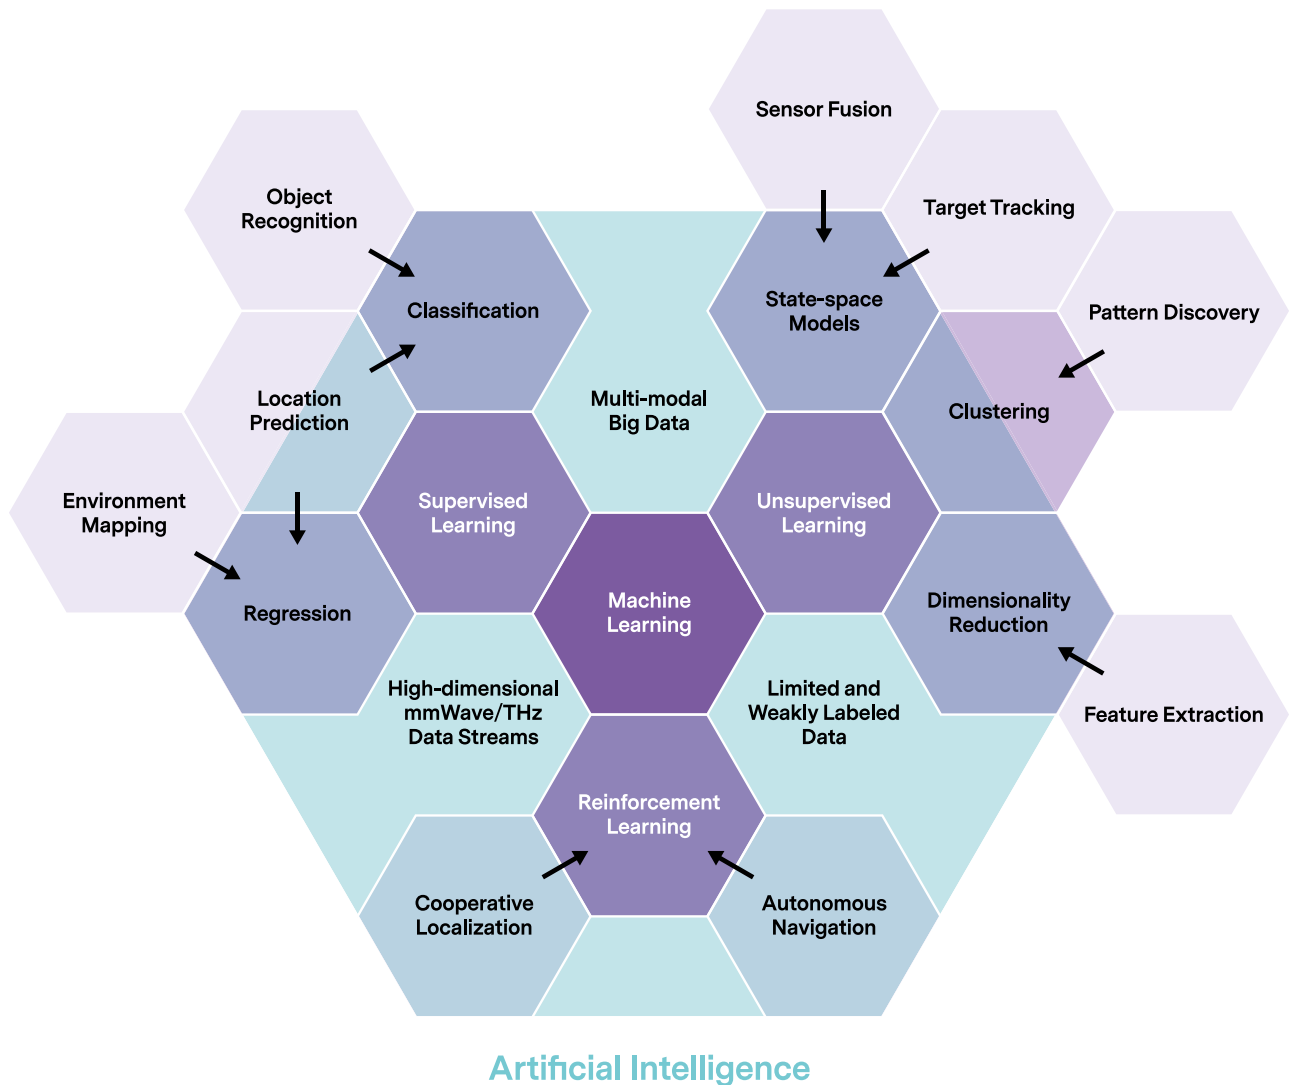 Sensor Fusion
Object
Recognition
Target Tracking
Classification
State-space
Models
Pattern Discovery
Location
Prediction
Multi-modal
Big Data
Clustering
Environment
Mapping
Supervised
Learning
Unsupervised
Learning
Regression
Machine
Learning
Dimensionality
Reduction
High-dimensional
mmWave/THz
Data Streams
Limited and
Weakly Labeled
Data
Feature Extraction
Reinforcement
Learning
Cooperative
Localization
Autonomous
Navigation
Artificial Intelligence